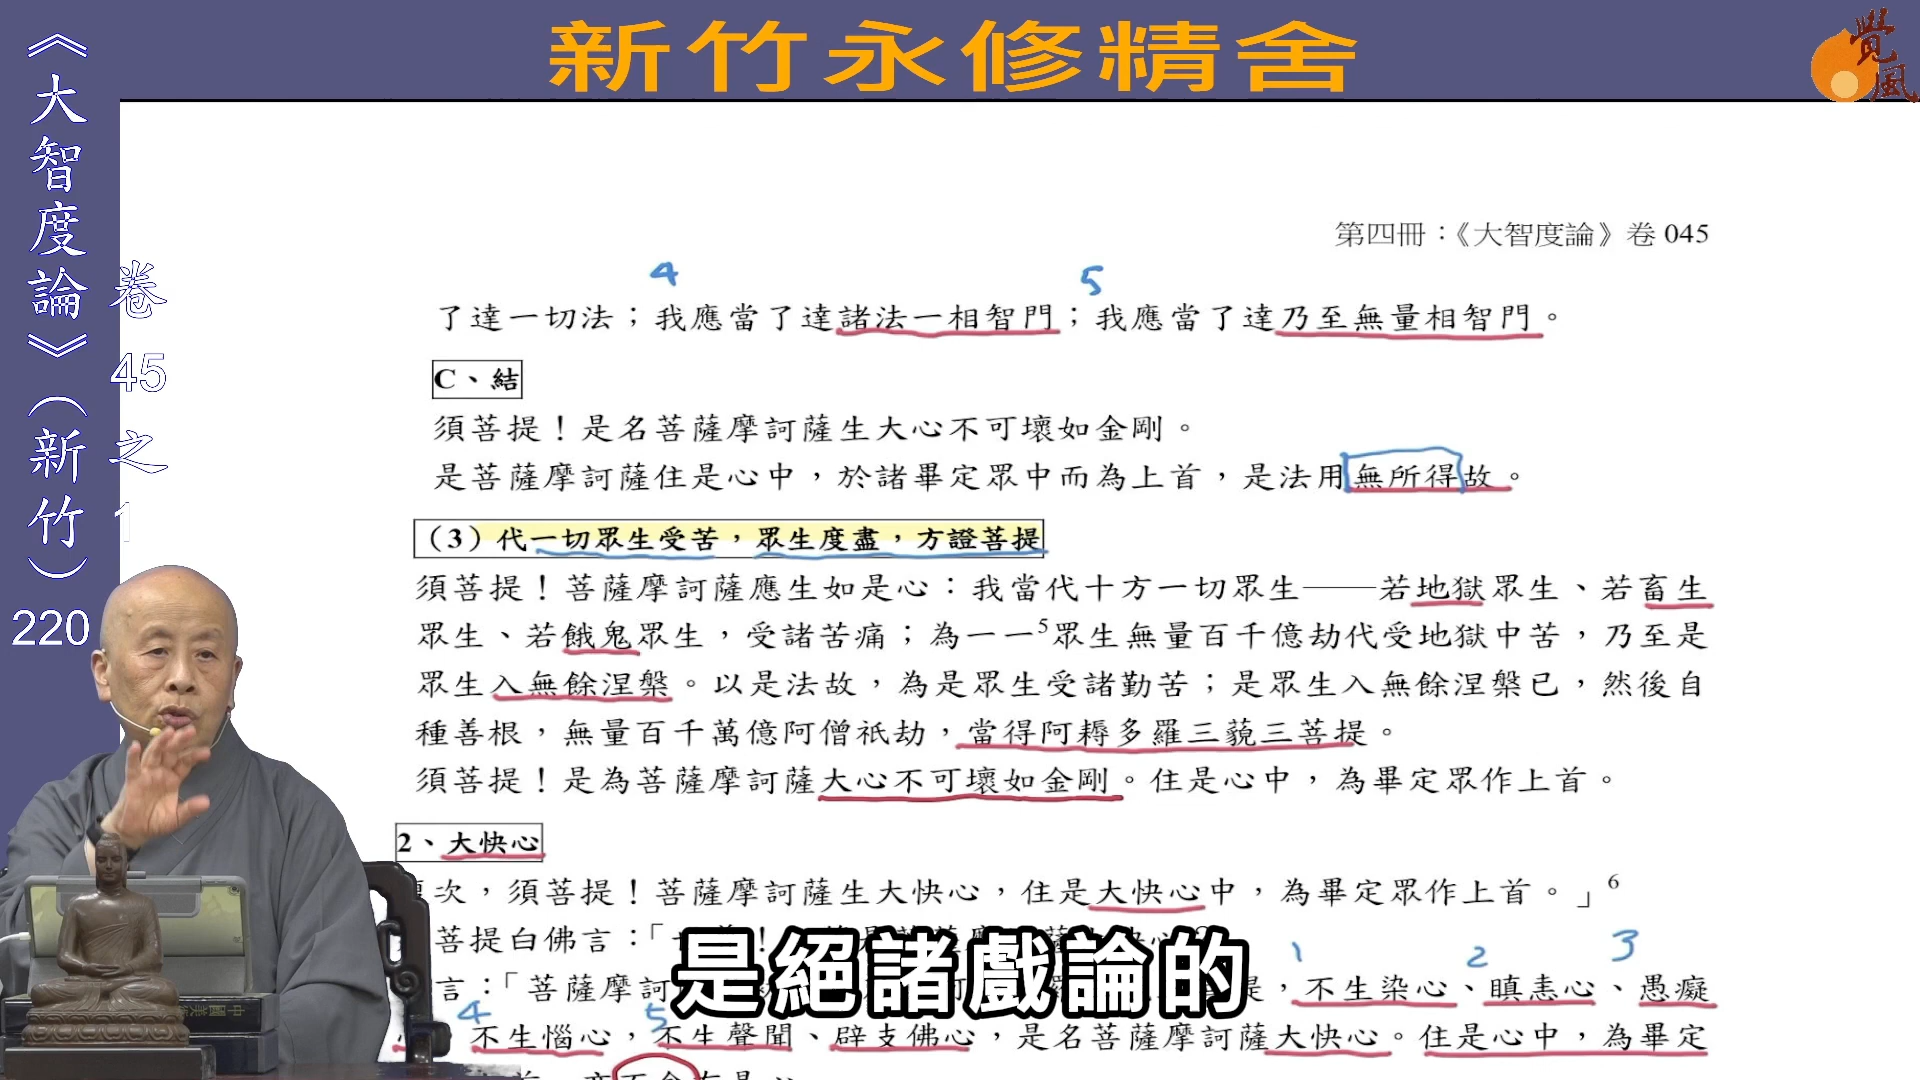 新竹永修精舍
覺風
《大智度論》(新竹)220
卷45之1
第四冊：《大智度論》卷 045
4 5
了達一切法；我應當了達諸法一相智門；我應當了達乃至無量相智門。
C、結
須菩提！是名菩薩摩訶薩生大心不可壞如金剛。
是菩薩摩訶薩住是心中，於諸畢定眾中而為上首，是法用無所得故。
（3）代一切眾生受苦，眾生度盡，方證菩提
須菩提！菩薩摩訶薩應生如是心：我當代十方一切眾生——若地獄眾生、若畜生
眾生、若餓鬼眾生，受諸苦痛；為一一5眾生無量百千億劫代受地獄中苦，乃至是
眾生入無餘涅槃。以是法故，為是眾生受諸勤苦；是眾生入無餘涅槃已，然後自
種善根，無量百千萬億阿僧祇劫，當得阿耨多羅三藐三菩提。
須菩提！是為菩薩摩訶薩大心不可壞如金剛。住是心中，為畢定眾作上首。
2、大快心
次，須菩提！菩薩摩訶薩生大快心，住是大快心中，為畢定眾作上首。」6
菩提白佛言：「
1 2 3
言：「菩薩摩訶 提，不生染心、瞋恚心、愚癡
4 5
不生惱心，不生聲聞、辟支佛心，是名菩薩摩訶薩大快心。住是心中，為畢定
是絕諸戲論的